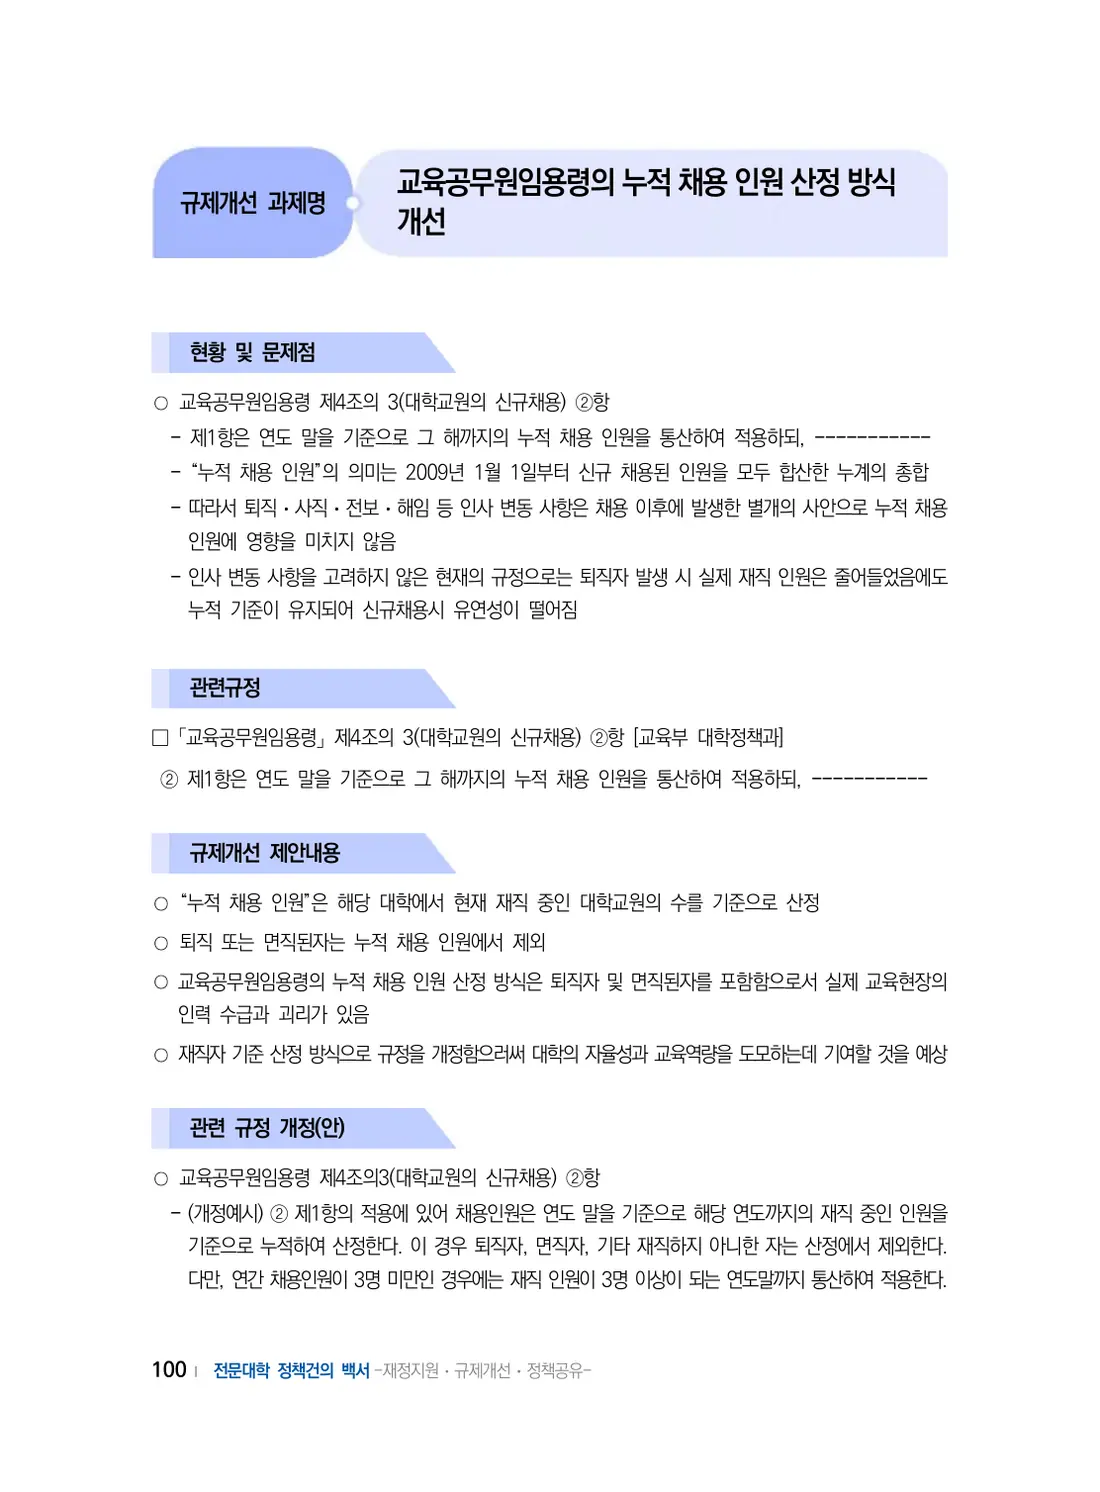 규제개선 과제명
교육공무원임용령의 누적 채용 인원 산정 방식
개선
현황 및 문제점
○ 교육공무원임용령 제4조의 3(대학교원의 신규채용) ②항
- 제1항은 연도 말을 기준으로 그 해까지의 누적 채용 인원을 통산하여 적용하되, -----------
- “누적 채용 인원”의 의미는 2009년 1월 1일부터 신규 채용된 인원을 모두 합산한 누계의 총합
- 따라서 퇴직·사직·전보·해임 등 인사 변동 사항은 채용 이후에 발생한 별개의 사안으로 누적 채용
인원에 영향을 미치지 않음
- 인사 변동 사항을 고려하지 않은 현재의 규정으로는 퇴직자 발생 시 실제 재직 인원은 줄어들었음에도
누적 기준이 유지되어 신규채용시 유연성이 떨어짐
관련규정
□ 「교육공무원임용령」 제4조의 3(대학교원의 신규채용) ②항 [교육부 대학정책과]
② 제1항은 연도 말을 기준으로 그 해까지의 누적 채용 인원을 통산하여 적용하되, -----------
규제개선 제안내용
○ “누적 채용 인원”은 해당 대학에서 현재 재직 중인 대학교원의 수를 기준으로 산정
○ 퇴직 또는 면직된자는 누적 채용 인원에서 제외
○ 교육공무원임용령의 누적 채용 인원 산정 방식은 퇴직자 및 면직된자를 포함함으로서 실제 교육현장의
인력 수급과 괴리가 있음
○ 재직자 기준 산정 방식으로 규정을 개정함으러써 대학의 자율성과 교육역량을 도모하는데 기여할 것을 예상
관련 규정 개정(안)
○ 교육공무원임용령 제4조의3(대학교원의 신규채용) ②항
- (개정예시) ② 제1항의 적용에 있어 채용인원은 연도 말을 기준으로 해당 연도까지의 재직 중인 인원을
기준으로 누적하여 산정한다. 이 경우 퇴직자, 면직자, 기타 재직하지 아니한 자는 산정에서 제외한다.
다만, 연간 채용인원이 3명 미만인 경우에는 재직 인원이 3명 이상이 되는 연도말까지 통산하여 적용한다.
100 | 전문대학 정책건의 백서 -재정지원·규제개선·정책공유-